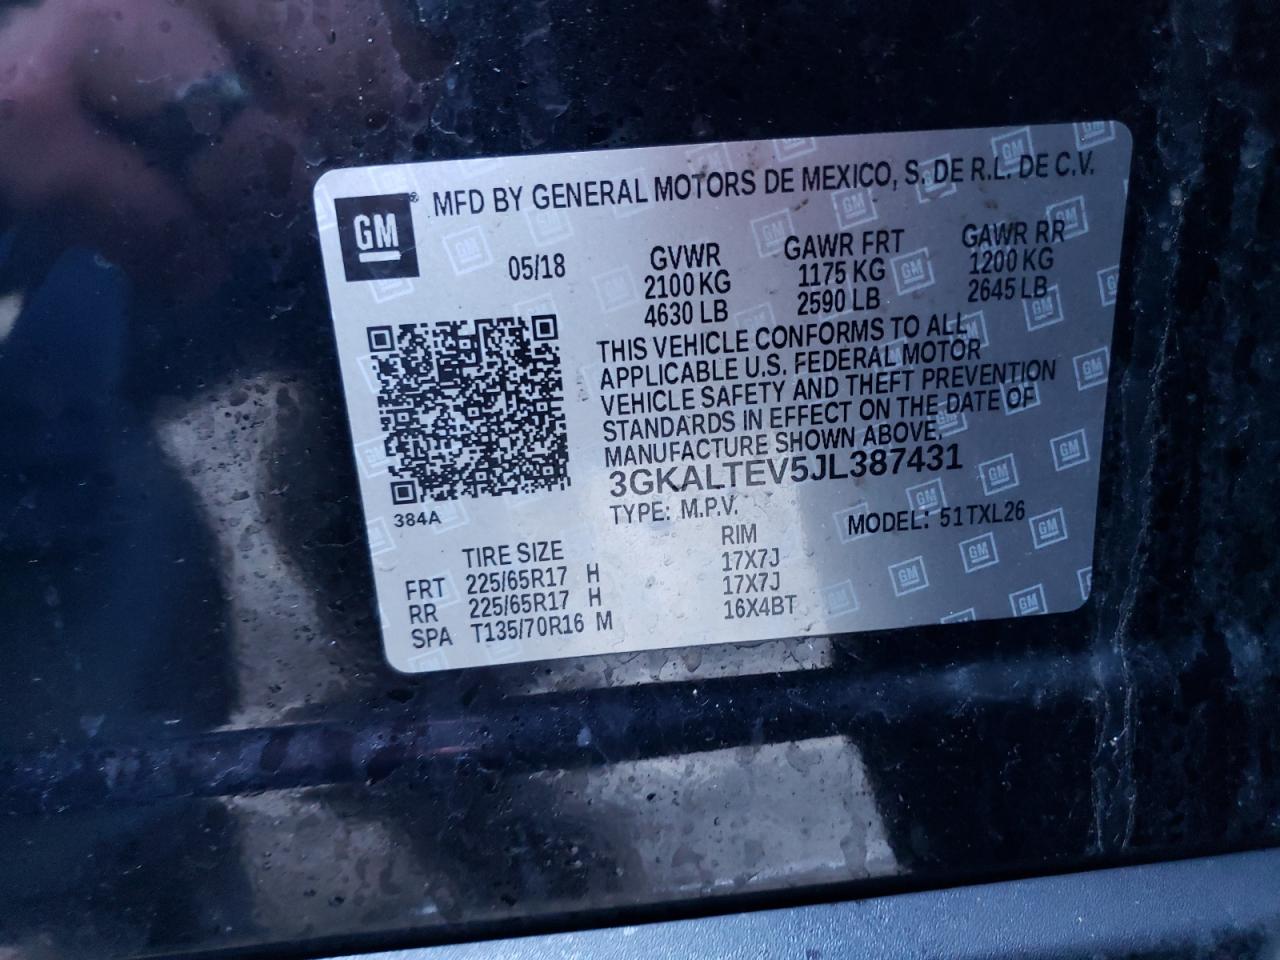 GM® MFD BY GENERAL MOTORS DE MEXICO, S. DE R.L. DE C.V.
05/18
GVWR GAWR FRT GAWR RR
2100 KG 1175 KG 1200 KG
4630 LB 2590 LB 2645 LB
THIS VEHICLE CONFORMS TO ALL
APPLICABLE U.S. FEDERAL MOTOR
VEHICLE SAFETY AND THEFT PREVENTION
STANDARDS IN EFFECT ON THE DATE OF
MANUFACTURE SHOWN ABOVE.
3GKALTEV5JL387431
TYPE: M.P.V. MODEL: 51TXL26
384A
TIRE SIZE RIM
FRT 225/65R17 H 17X7J
RR 225/65R17 H 17X7J
SPA T135/70R16 M 16X4BT